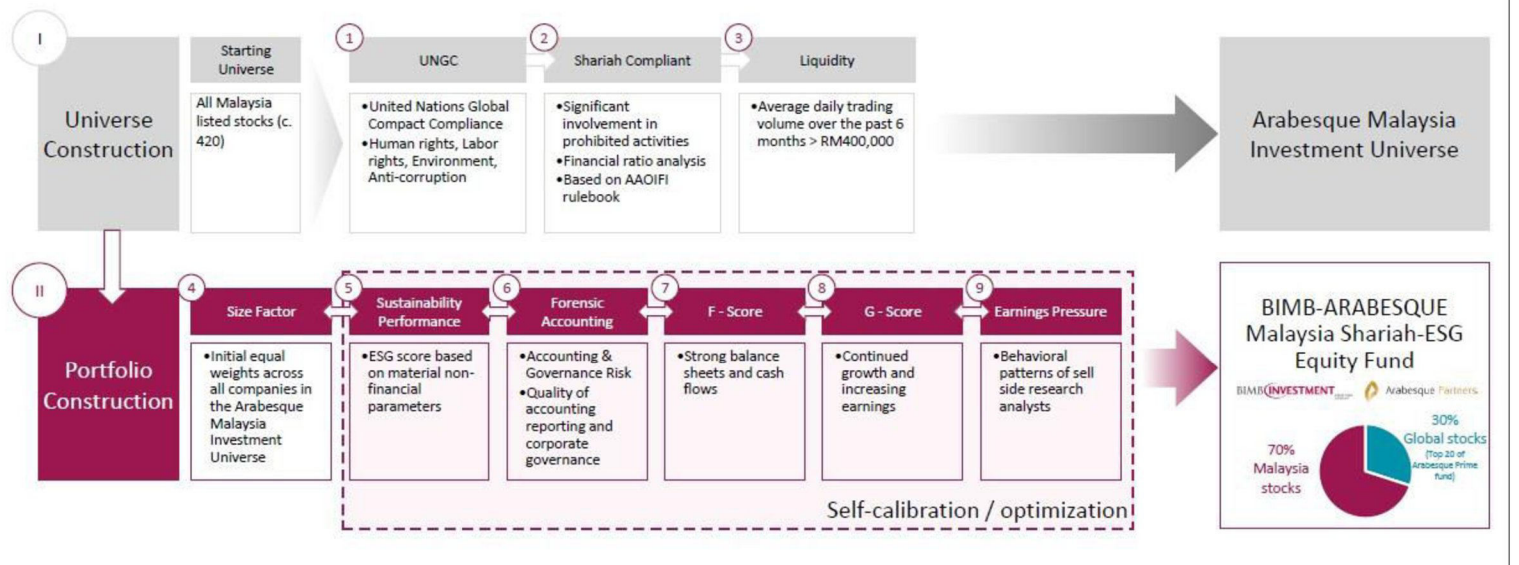 I
Universe
Construction
Starting
Universe
All Malaysia
listed stocks (c.
420)
1
UNGC
•United Nations Global
Compact Compliance
•Human rights, Labor
rights, Environment,
Anti-corruption
2
Shariah Compliant
•Significant
involvement in
prohibited activities
•Financial ratio analysis
•Based on AAOIFI
rulebook
3
Liquidity
•Average daily trading
volume over the past 6
months > RM400,000
Arabesque Malaysia
Investment Universe
II
Portfolio
Construction
4
Size Factor
•Initial equal
weights across
all companies in
the Arabesque
Malaysia
Investment
Universe
5
Sustainability
Performance
•ESG score based
on material non-
financial
parameters
6
Forensic
Accounting
•Accounting &
Governance Risk
•Quality of
accounting
reporting and
corporate
governance
7
F - Score
•Strong balance
sheets and cash
flows
8
G - Score
•Continued
growth and
increasing
earnings
9
Earnings Pressure
•Behavioral
patterns of sell
side research
analysts
Self-calibration / optimization
BIMB-ARABESQUE
Malaysia Shariah-ESG
Equity Fund
BIMB INVESTMENT
Arabesque Partners
70%
Malaysia
stocks
30%
Global stocks
(Top 20 of
Arabesque Prime
fund)